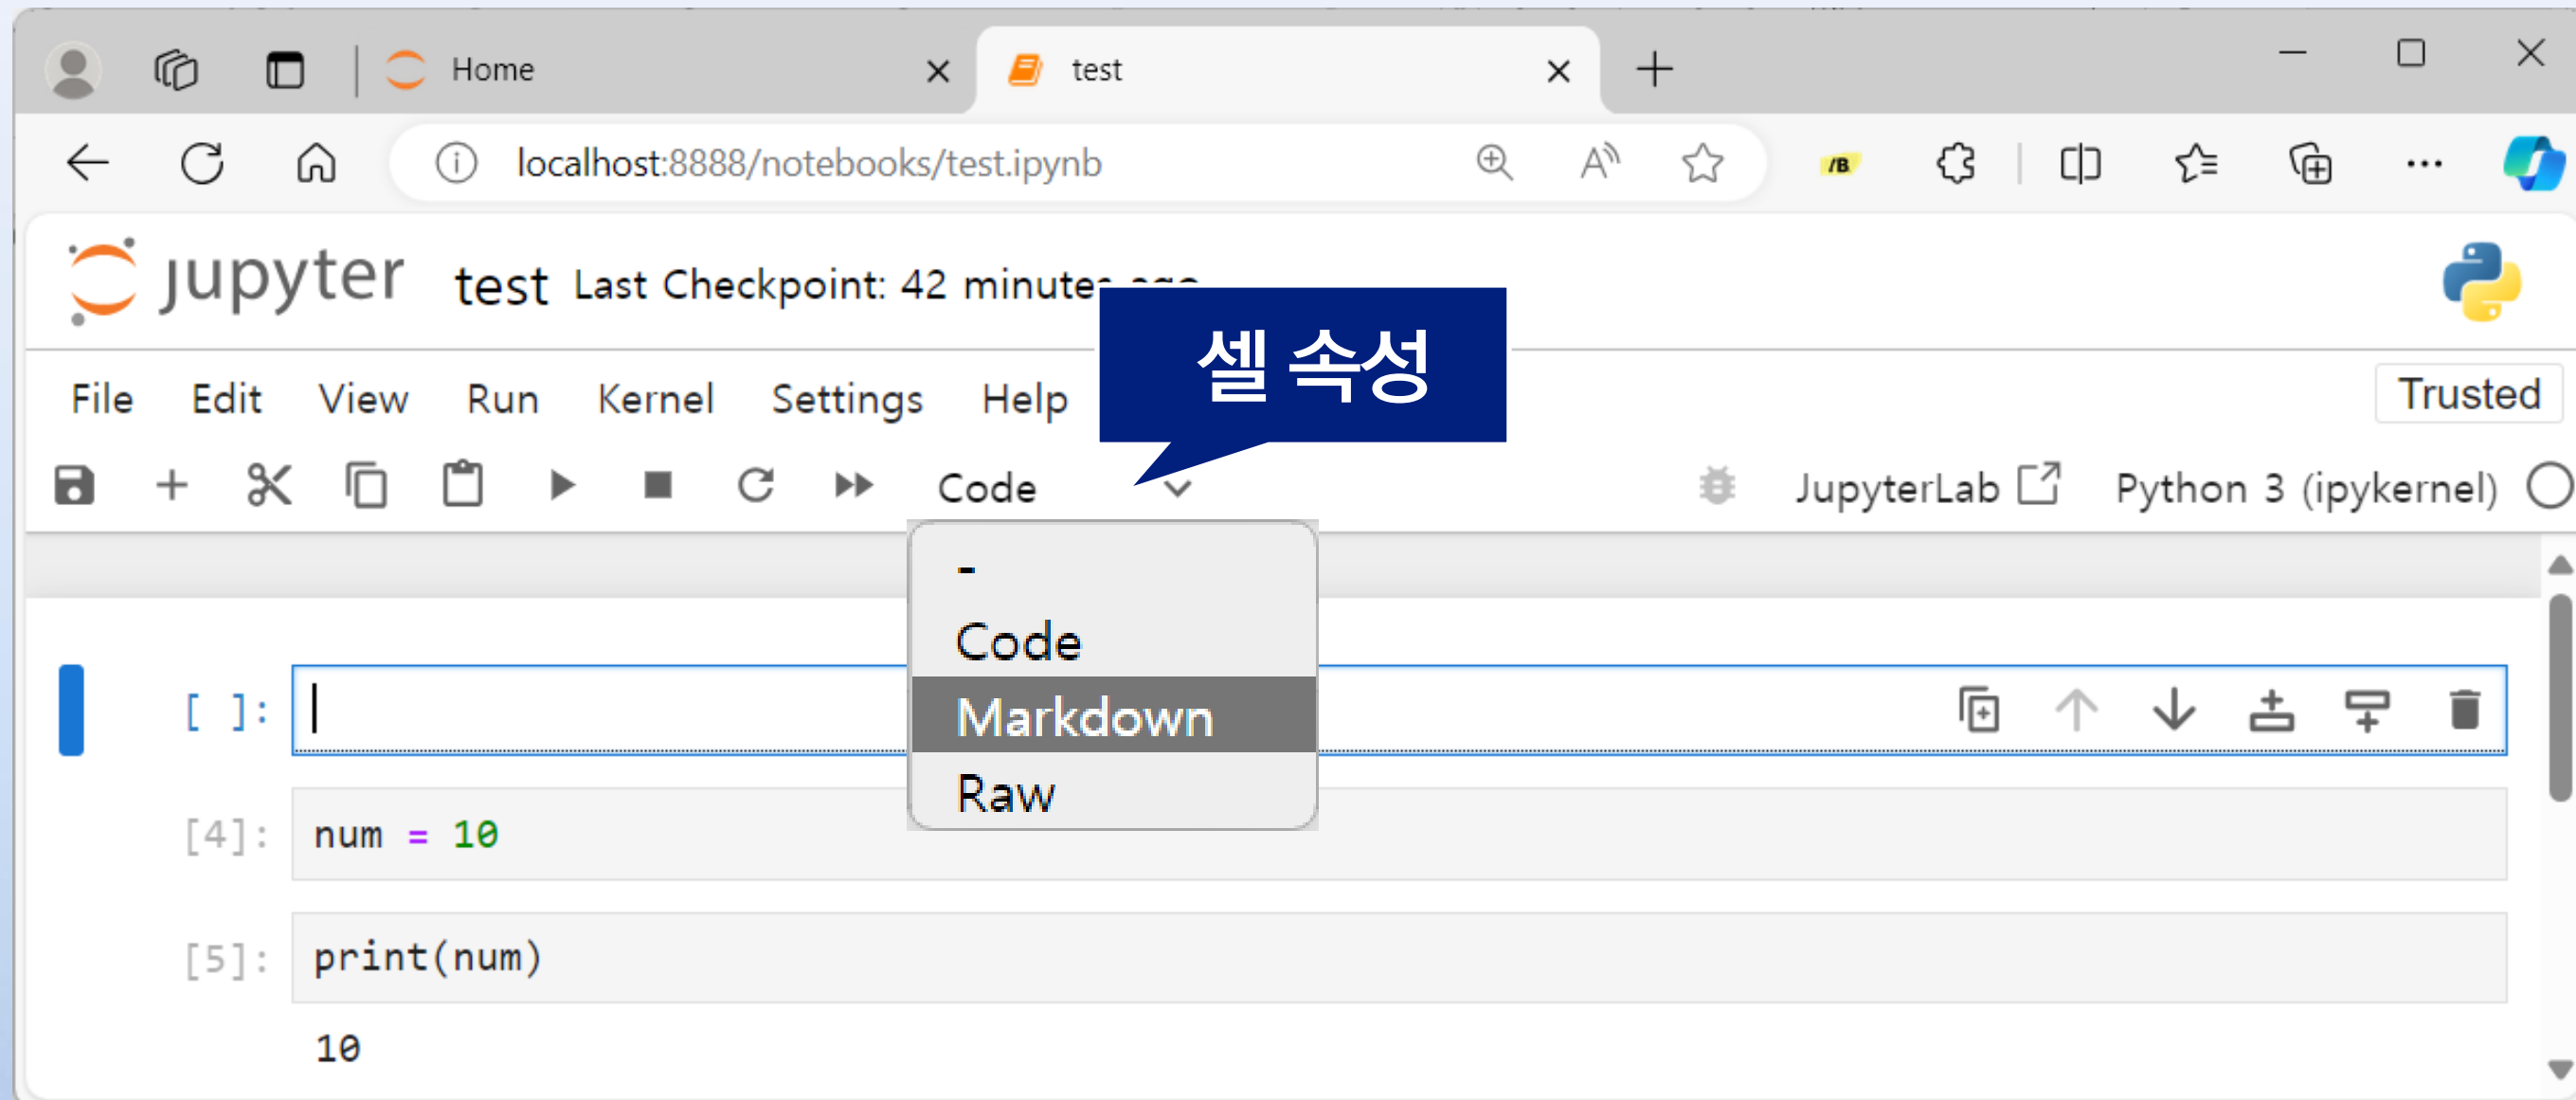 Home
test
localhost:8888/notebooks/test.ipynb
/B
jupyter test Last Checkpoint: 42 minutes ago
셀 속성
File Edit View Run Kernel Settings Help
Trusted
Code
JupyterLab
Python 3 (ipykernel)
-
Code
Markdown
Raw
[ ]:
[4]: num = 10
[5]: print(num)
10